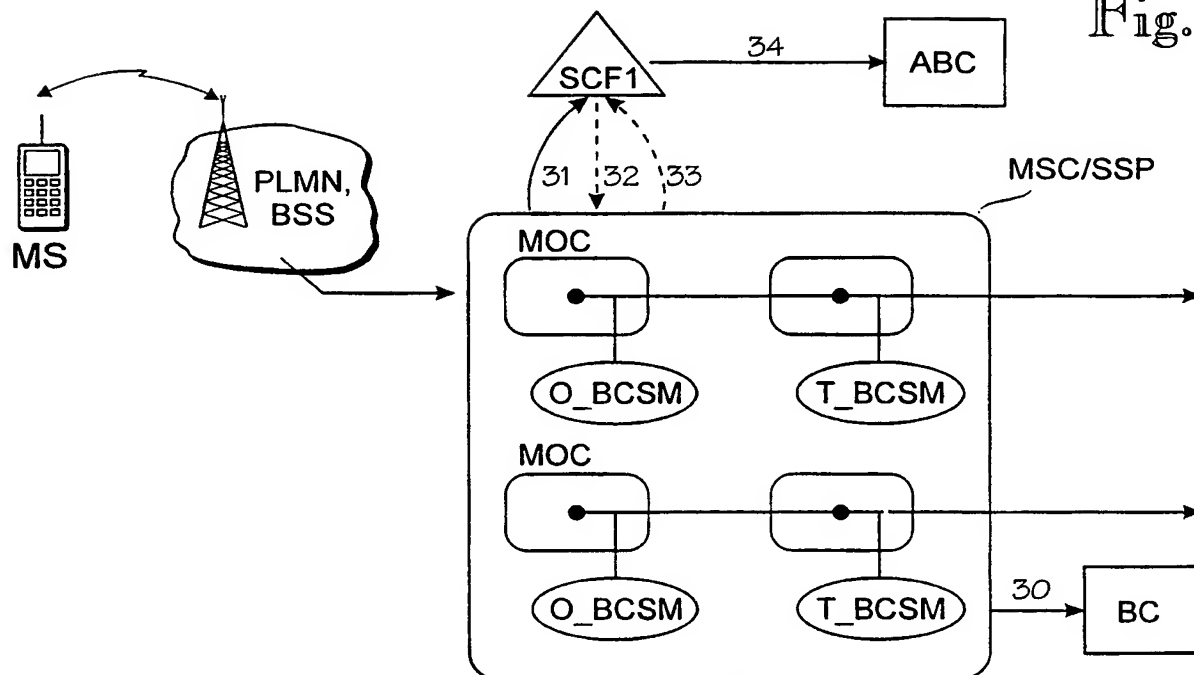 Fig.
34
ABC
SCF1
31
32
33
MSC/SSP
PLMN,
BSS
MS
MOC
O_BCSM
T_BCSM
MOC
O_BCSM
T_BCSM
30
BC